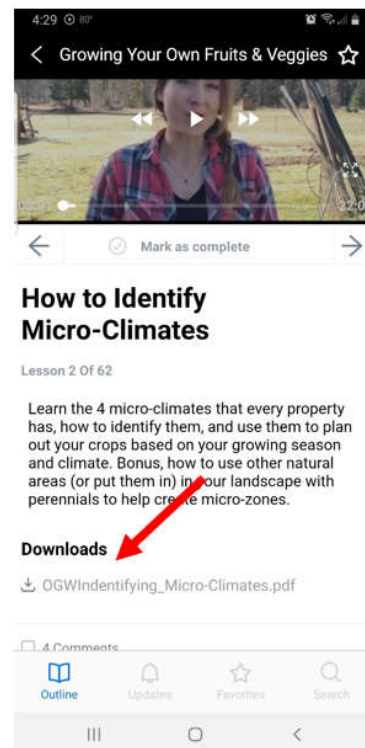 4:29 80°
Growing Your Own Fruits & Veggies
Mark as complete
How to Identify
Micro-Climates
Lesson 2 Of 62
Learn the 4 micro-climates that every property
has, how to identify them, and use them to plan
out your crops based on your growing season
and climate. Bonus, how to use other natural
areas (or put them in) in your landscape with
perennials to help create micro-zones.
Downloads
OGWIndentifying_Micro-Climates.pdf
4 Comments
Outline Updates Favorites Search